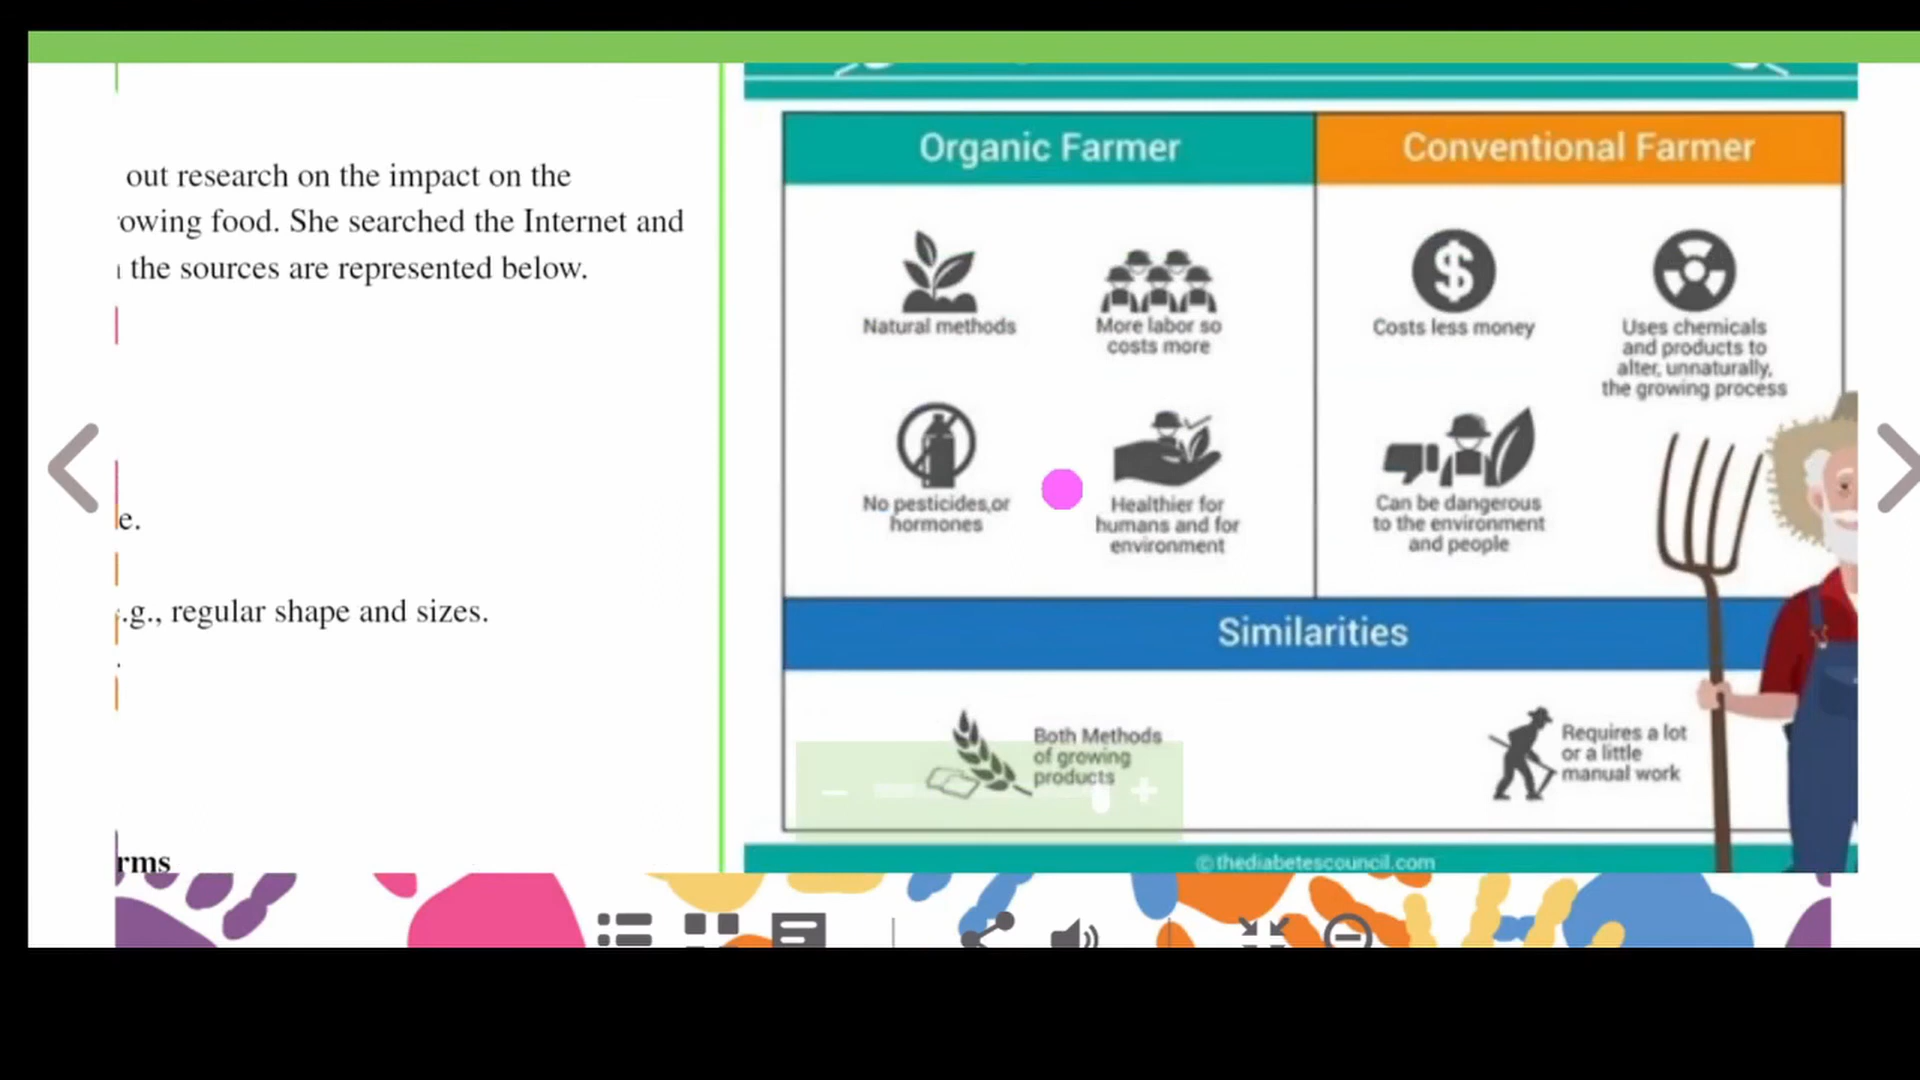 out research on the impact on the
owing food. She searched the Internet and
the sources are represented below.
e.
.g., regular shape and sizes.
rms
Organic Farmer
Conventional Farmer
Natural methods
More labor so
costs more
Costs less money
Uses chemicals
and products to
alter, unnaturally,
the growing process
No pesticides,or
hormones
Healthier for
humans and for
environment
Can be dangerous
to the environment
and people
Similarities
Both Methods
of growing
products
Requires a lot
or a little
manual work
© thediabetescouncil.com